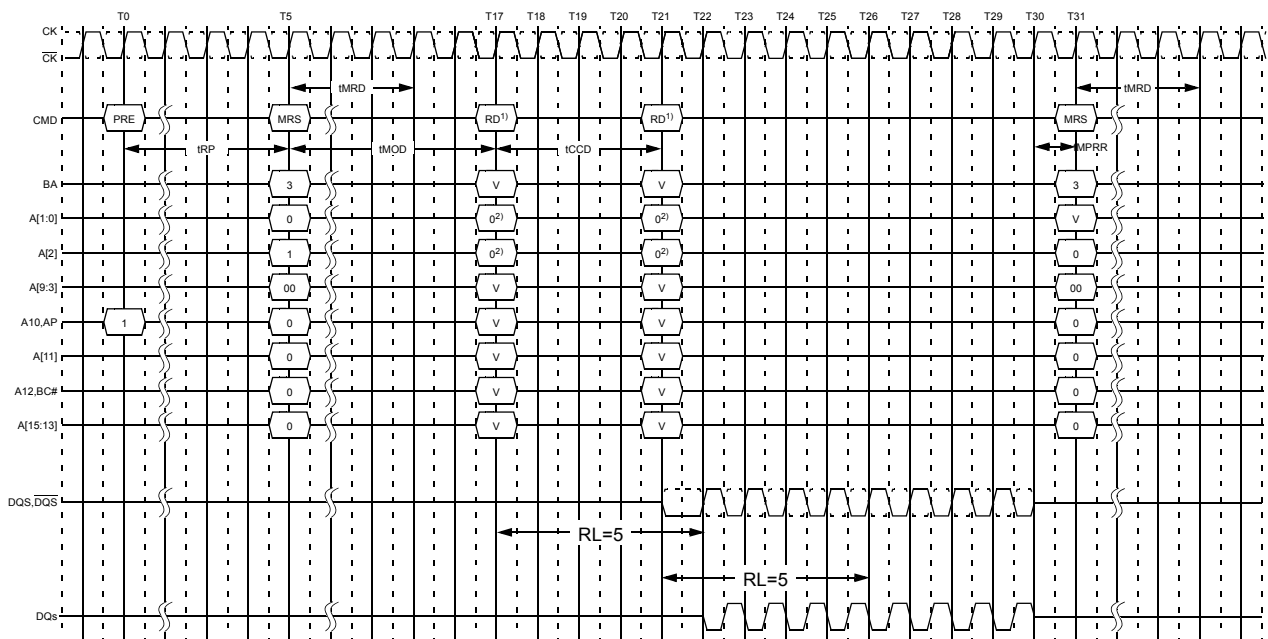 T0 T5 T17 T18 T19 T20 T21 T22 T23 T24 T25 T26 T27 T28 T29 T30 T31
CK
CK
tMRD tMRD
CMD PRE MRS RD1) RD1) MRS
tRP tMOD tCCD tMPRR
BA 3 V V 3
A[1:0] 0 02) 02) V
A[2] 1 02) 02) 0
A[9:3] 00 V V 00
A10,AP 1 0 V V 0
A[11] 0 V V 0
A12,BC# 0 V V 0
A[15:13] 0 V V 0
DQS,DQS
RL=5
RL=5
DQs